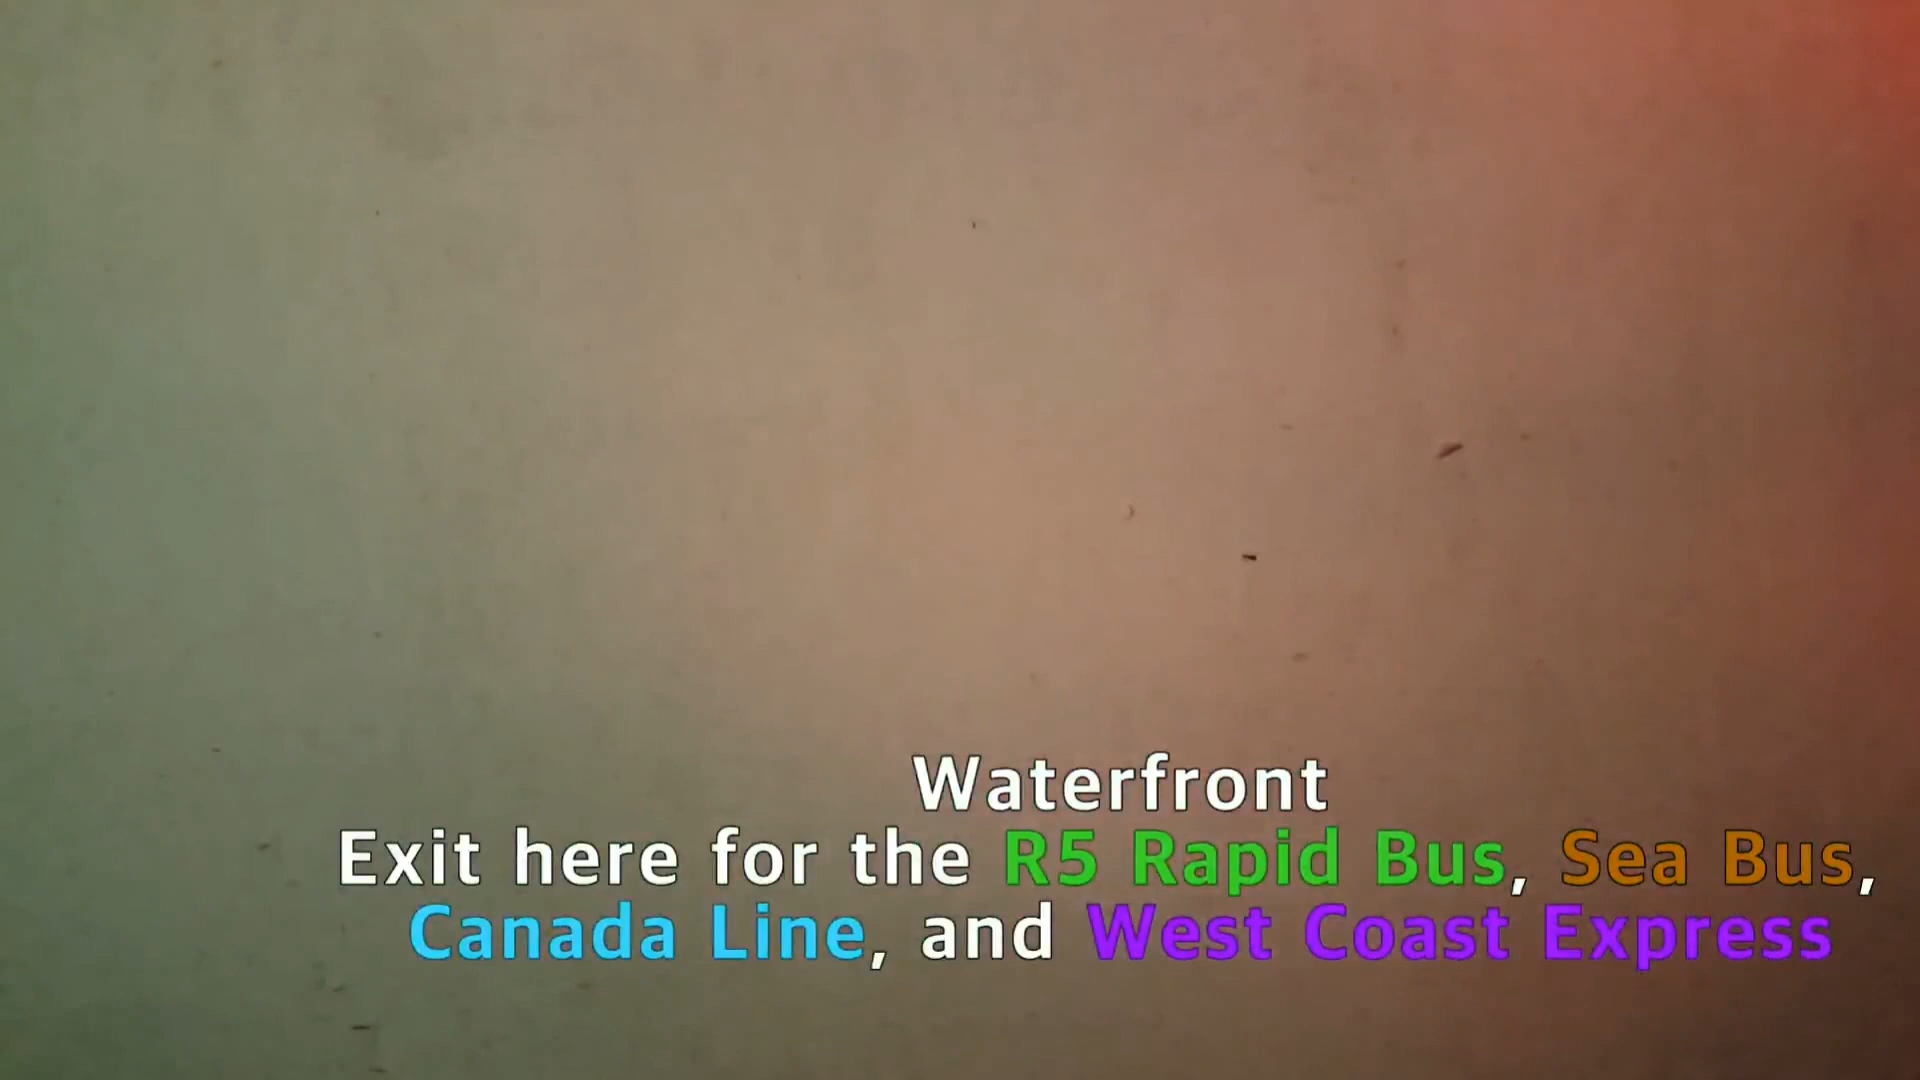 Waterfront
Exit here for the R5 Rapid Bus, Sea Bus,
Canada Line, and West Coast Express